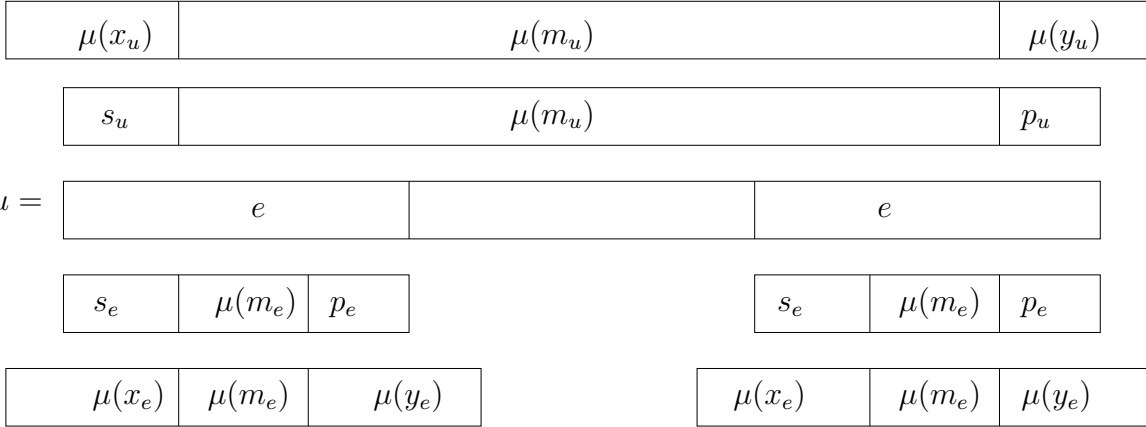 μ(x_u) μ(m_u) μ(y_u)
s_u μ(m_u) p_u
= e e
s_e μ(m_e) p_e s_e μ(m_e) p_e
μ(x_e) μ(m_e) μ(y_e) μ(x_e) μ(m_e) μ(y_e)